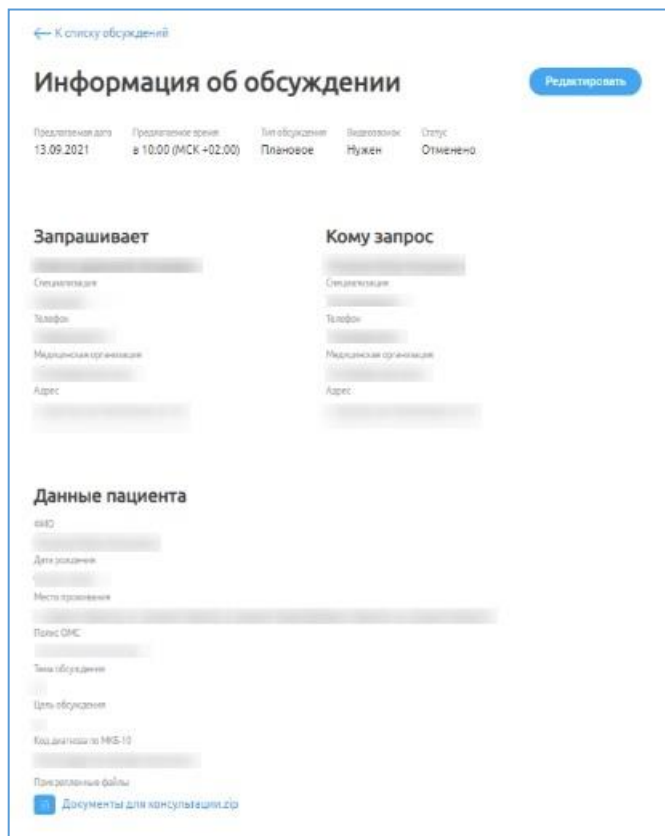 ← К списку обсуждений
Информация об обсуждении
Редактировать
Предлагаемая дата Предлагаемое время Тип обсуждения Видеозвонок Статус
13.09.2021 в 10:00 (МСК +02:00) Плановое Нужен Отменено
Запрашивает
Специализация
Телефон
Медицинская организация
Адрес
Кому запрос
Специализация
Телефон
Медицинская организация
Адрес
Данные пациента
ФИО
Дата рождения
Место проживания
Полис ОМС
Тема обсуждения
Цель обсуждения
Код диагноза по МКБ-10
Прикрепленные файлы
Документы для консультации.zip